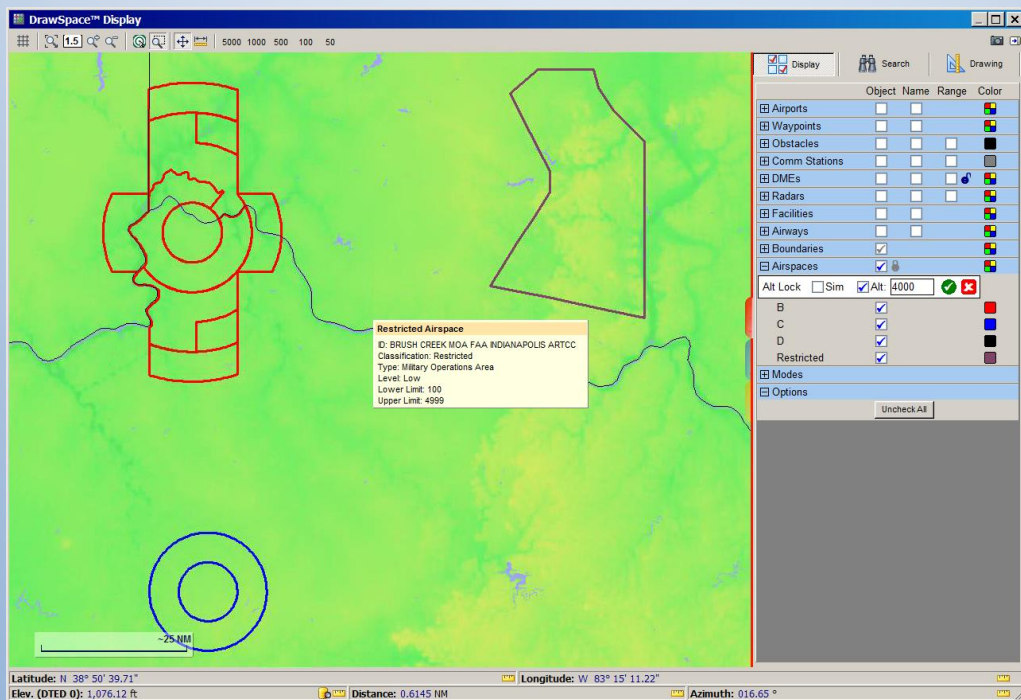 DrawSpace™ Display
1.5 5000 1000 500 100 50
Display Search Drawing
Object Name Range Color
Airports
Waypoints
Obstacles
Comm Stations
DMEs
Radars
Facilities
Airways
Boundaries
Airspaces
Alt Lock Sim Alt: 4000
B
C
D
Restricted
Modes
Options
Uncheck All
Restricted Airspace
ID: BRUSH CREEK MOA FAA INDIANAPOLIS ARTCC
Classification: Restricted
Type: Military Operations Area
Level: Low
Lower Limit: 100
Upper Limit: 4999
~25 NM
Latitude: N 38° 50' 39.71" Longitude: W 83° 15' 11.22"
Elev. (DTED 0): 1,076.12 ft Distance: 0.6145 NM Azimuth: 016.65 °